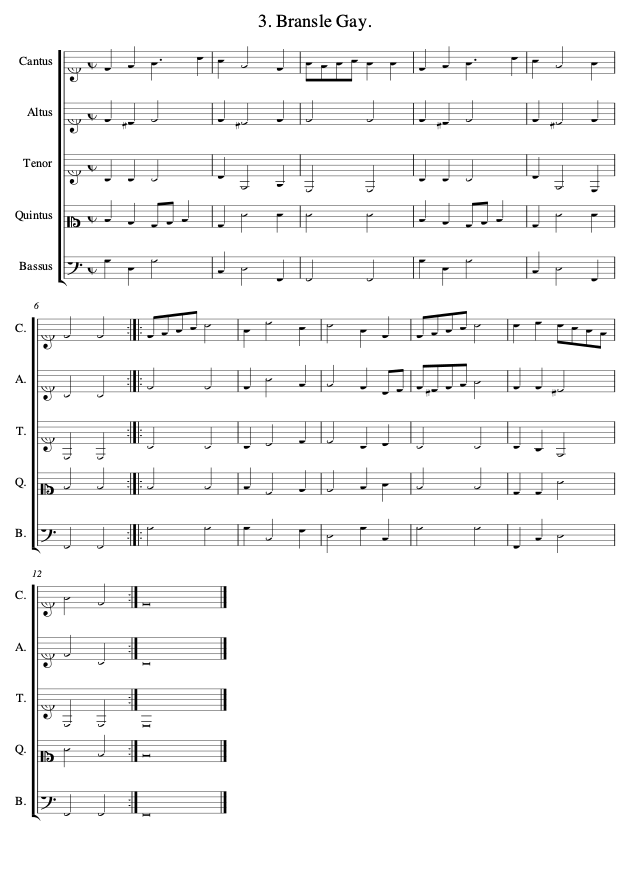 3. Bransle Gay.
Cantus
Altus
Tenor
Quintus
Bassus
6
C.
A.
T.
Q.
B.
12
C.
A.
T.
Q.
B.